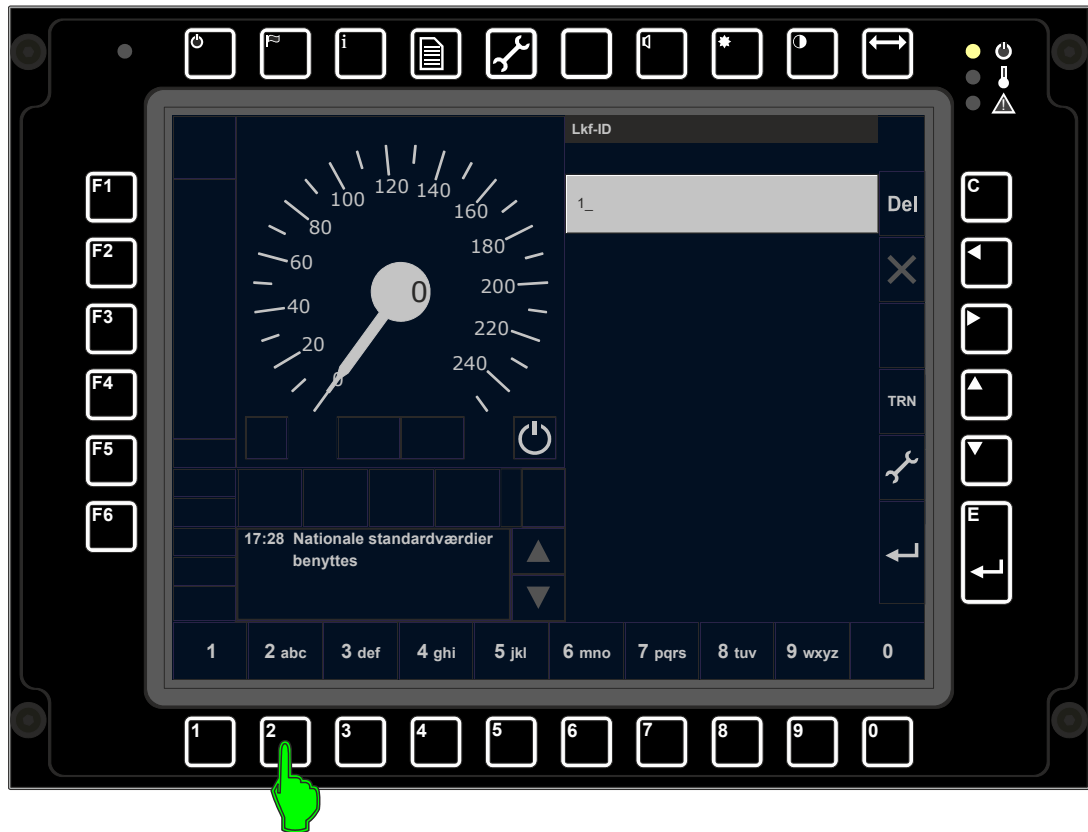 i
Lkf-ID
F1
C
F2
F3
F4
F5
F6
E
1_
Del
0
20
40
60
80
100
120
140
160
180
200
220
240
0
TRN
17:28 Nationale standardværdier
benyttes
1
2 abc
3 def
4 ghi
5 jkl
6 mno
7 pqrs
8 tuv
9 wxyz
0
1
2
3
4
5
6
7
8
9
0